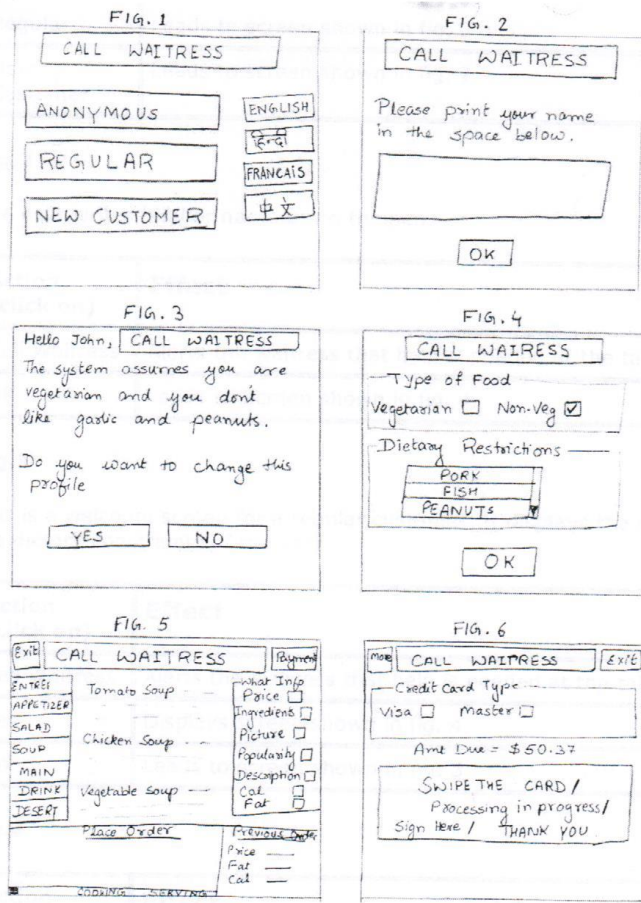 FIG. 1
CALL WAITRESS
ANONYMOUS
REGULAR
NEW CUSTOMER
ENGLISH
हिन्दी
FRANCAIS
中文
FIG. 2
CALL WAITRESS
Please print your name
in the space below.
OK
FIG. 3
Hello John, CALL WAITRESS
The system assumes you are
vegetarian and you don't
like garlic and peanuts.
Do you want to change this
profile
YES NO
FIG. 4
CALL WAIRESS
Type of Food
Vegetarian Non-Veg
Dietary Restrictions
PORK
FISH
PEANUTS
OK
FIG. 5
Exit CALL WAITRESS Payment
ENTREE
APPETIZER
SALAD
SOUP
MAIN
DRINK
DESERT
Tomato Soup
Chicken Soup
Vegetable Soup
What Info
Price
Ingredients
Picture
Popularity
Description
Cal
Fat
Place Order
Previous Order
Price
Fat
Cal
COOKING SERVING
FIG. 6
More CALL WAITRESS EXIT
Credit Card Type
Visa Master
Amt Due = $50.37
SWIPE THE CARD/
Processing in progress/
Sign Here / THANK YOU